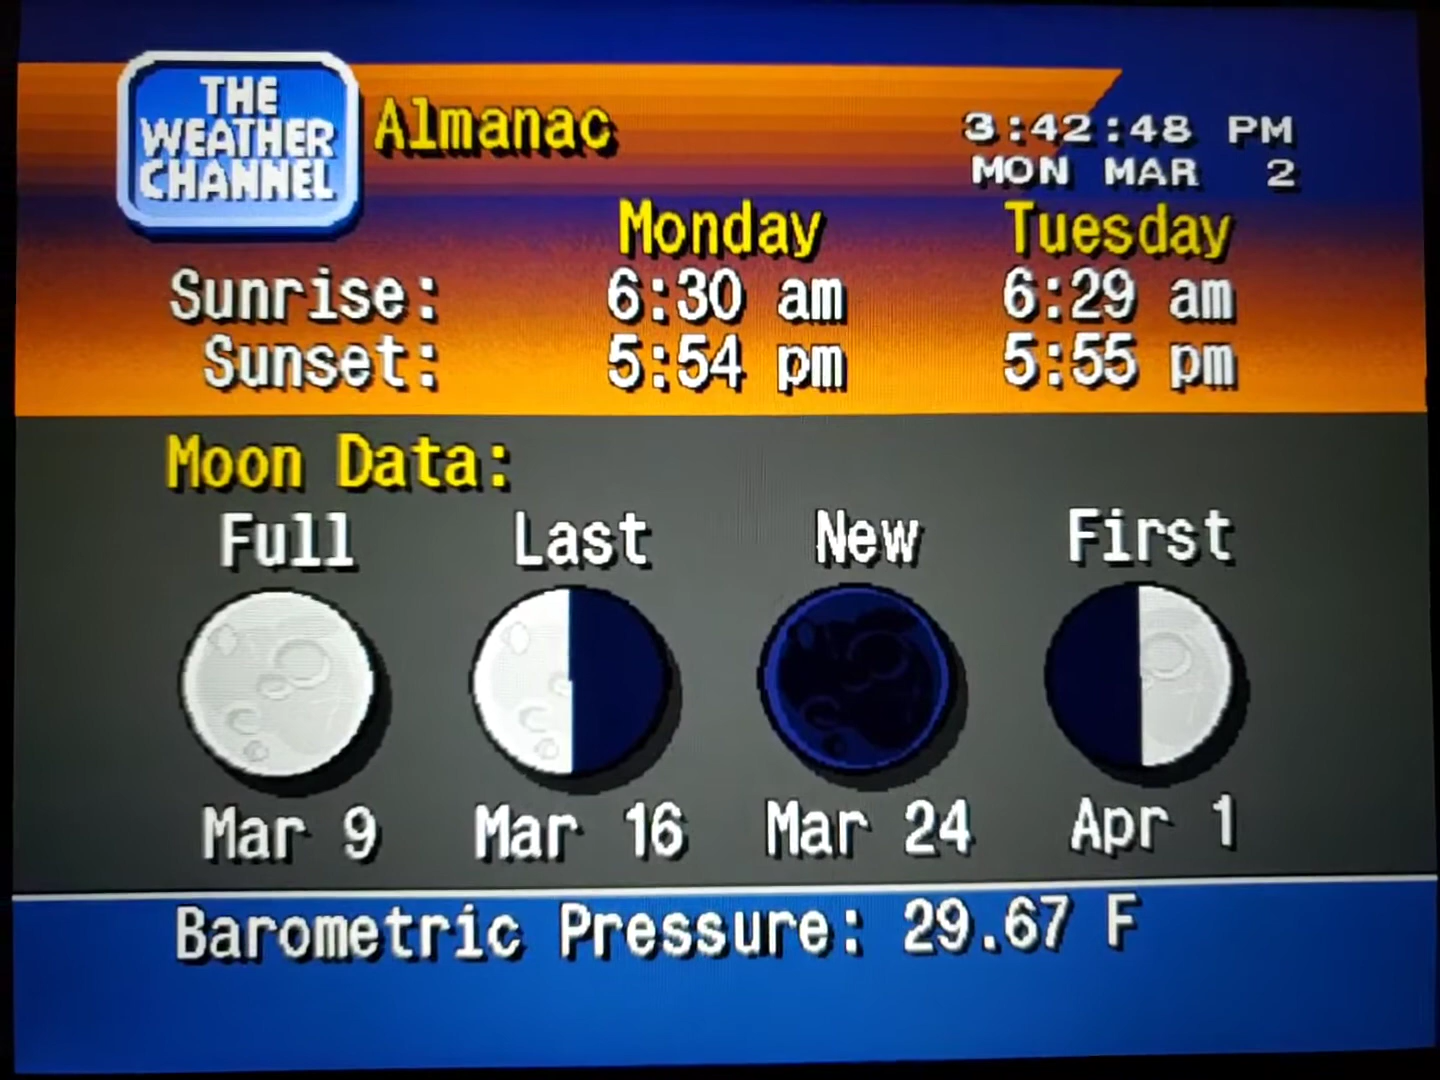 THE
WEATHER
CHANNEL
Almanac
3:42:48 PM
MON MAR 2
Monday Tuesday
Sunrise: 6:30 am 6:29 am
Sunset: 5:54 pm 5:55 pm
Moon Data:
Full Last New First
Mar 9 Mar 16 Mar 24 Apr 1
Barometric Pressure: 29.67 F